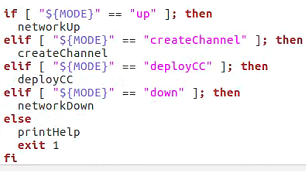 if [ "${MODE}" == "up" ]; then
  networkUp
elif [ "${MODE}" == "createChannel" ]; then
  createChannel
elif [ "${MODE}" == "deployCC" ]; then
  deployCC
elif [ "${MODE}" == "down" ]; then
  networkDown
else
  printHelp
  exit 1
fi